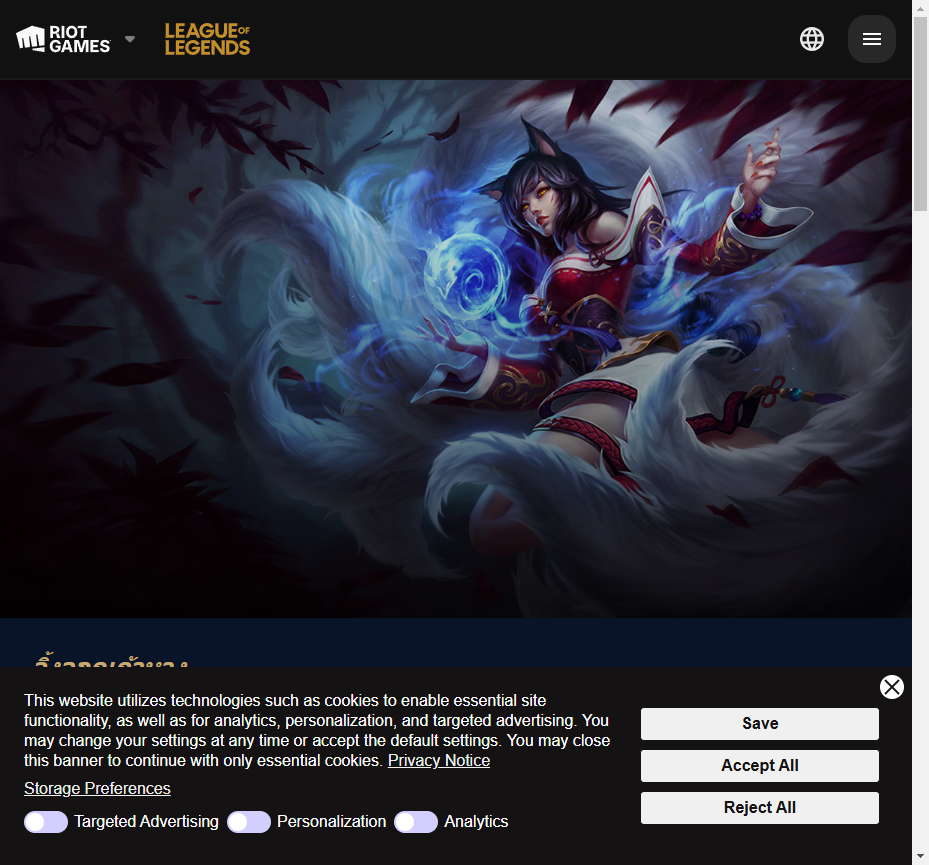 RIOT
GAMES
LEAGUE OF
LEGENDS
This website utilizes technologies such as cookies to enable essential site
functionality, as well as for analytics, personalization, and targeted advertising. You
may change your settings at any time or accept the default settings. You may close
this banner to continue with only essential cookies. Privacy Notice
Storage Preferences
Targeted Advertising Personalization Analytics
Save
Accept All
Reject All